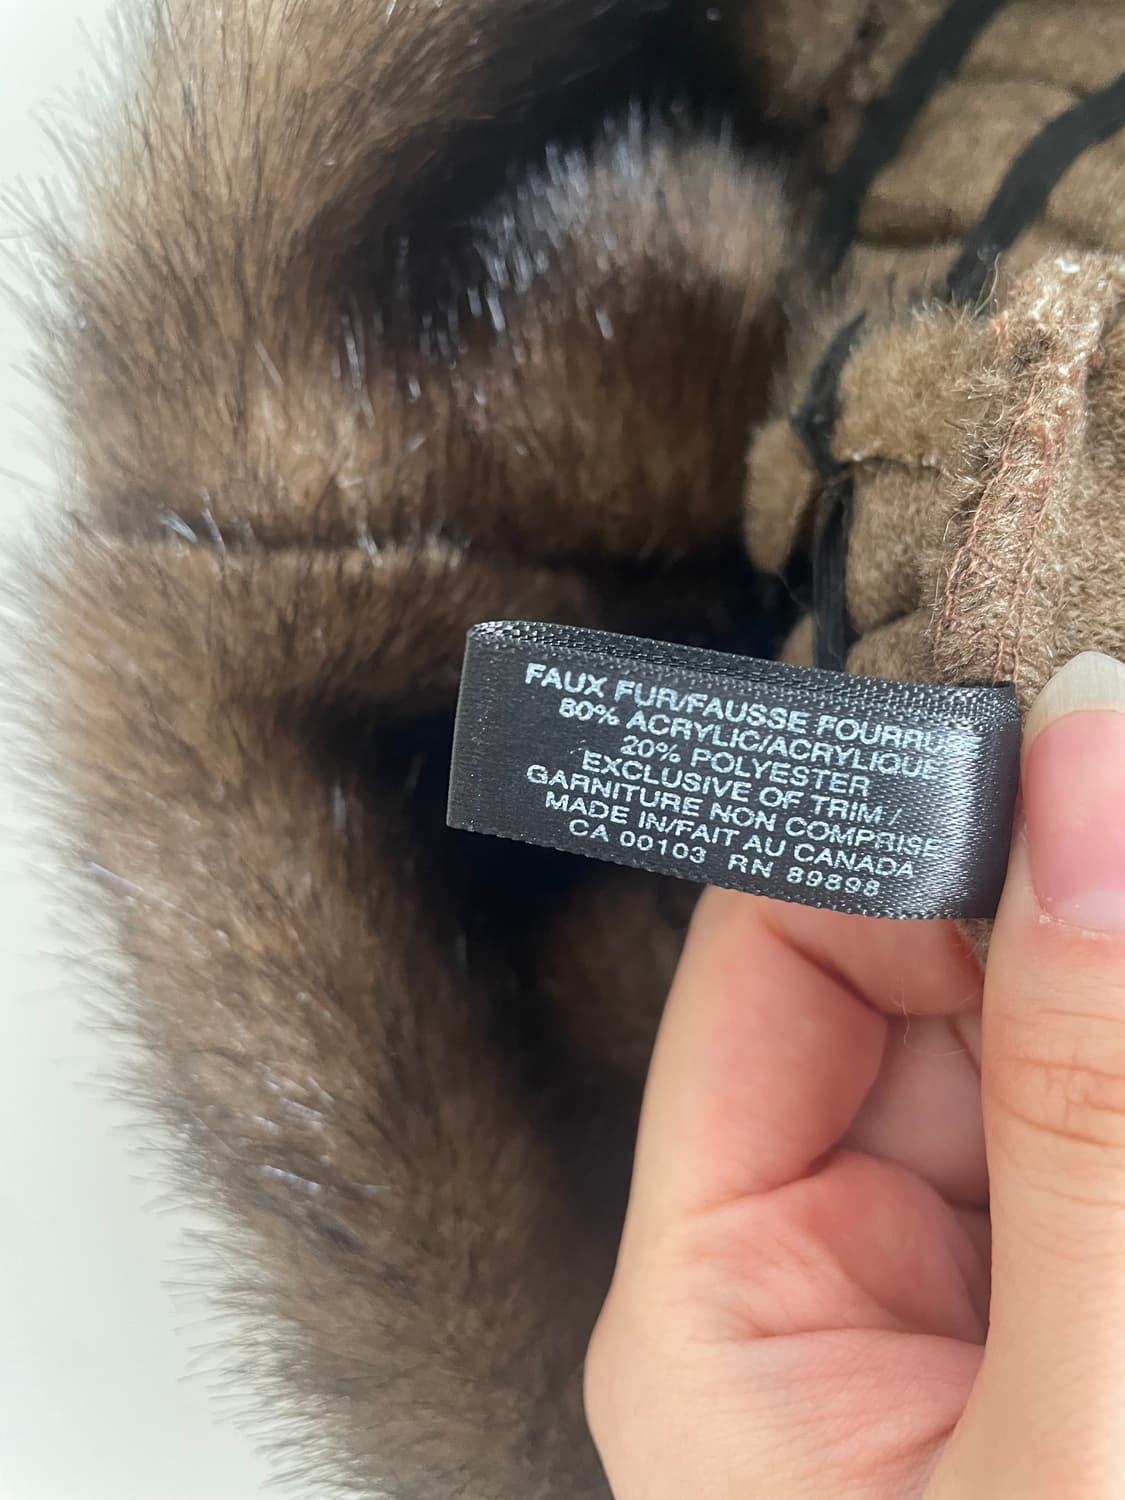 FAUX FUR/FAUSSE FOURRURE
80% ACRYLIC/ACRYLIQUE
20% POLYESTER
EXCLUSIVE OF TRIM /
GARNITURE NON COMPRISE
MADE IN/FAIT AU CANADA
CA 00103 RN 89898